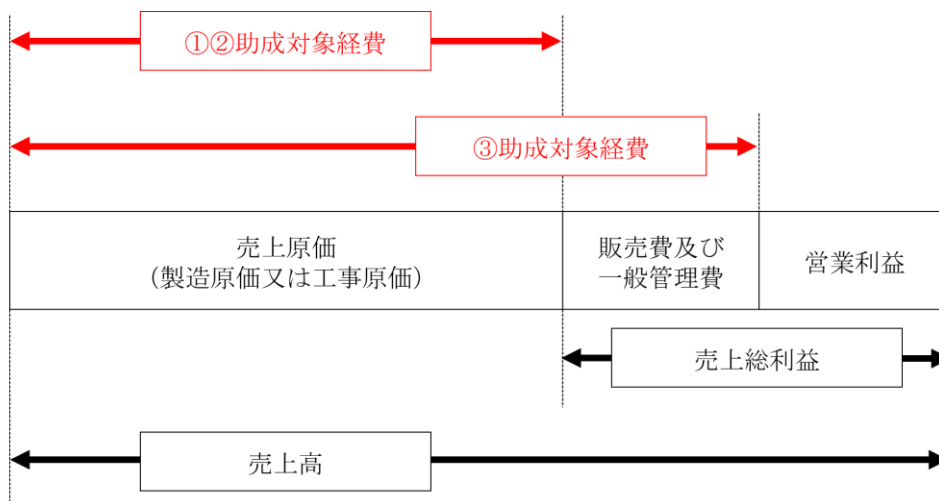 ①②助成対象経費
③助成対象経費
売上原価
（製造原価又は工事原価）
販売費及び
一般管理費
営業利益
売上総利益
売上高